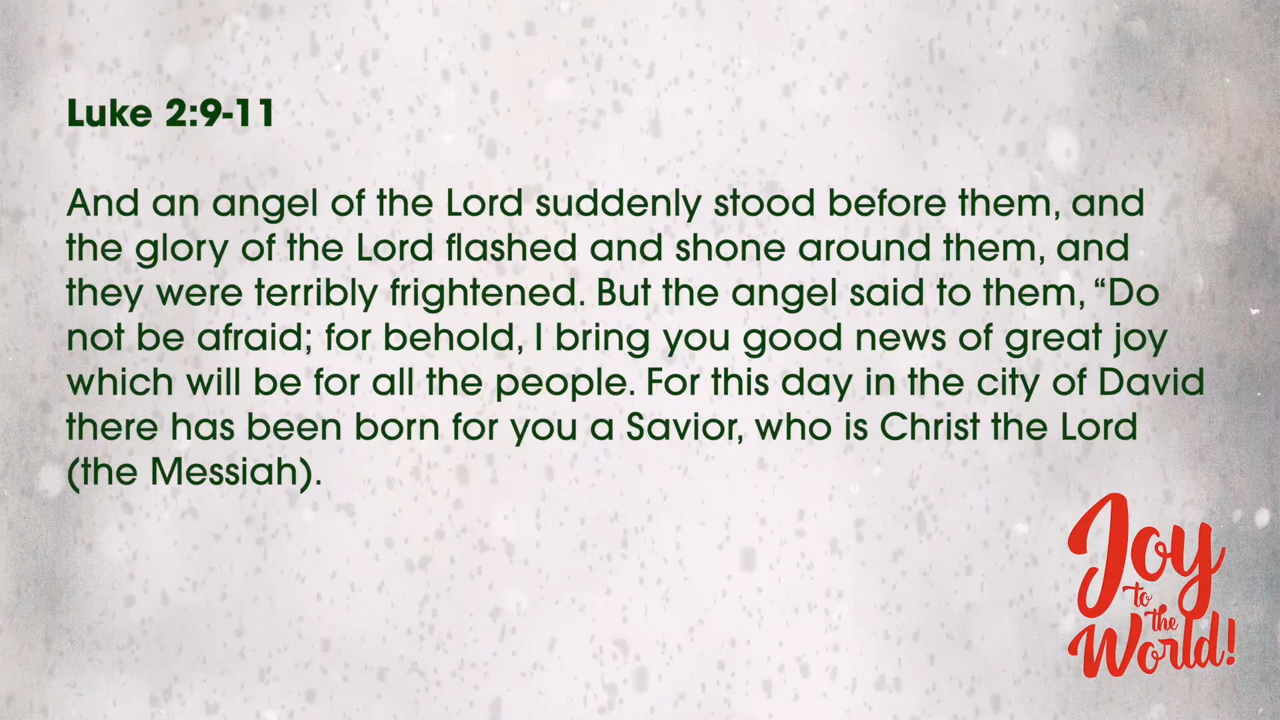 Luke 2:9-11
And an angel of the Lord suddenly stood before them, and
the glory of the Lord flashed and shone around them, and
they were terribly frightened. But the angel said to them, “Do
not be afraid; for behold, I bring you good news of great joy
which will be for all the people. For this day in the city of David
there has been born for you a Savior, who is Christ the Lord
(the Messiah).
Joy
to
the
World!